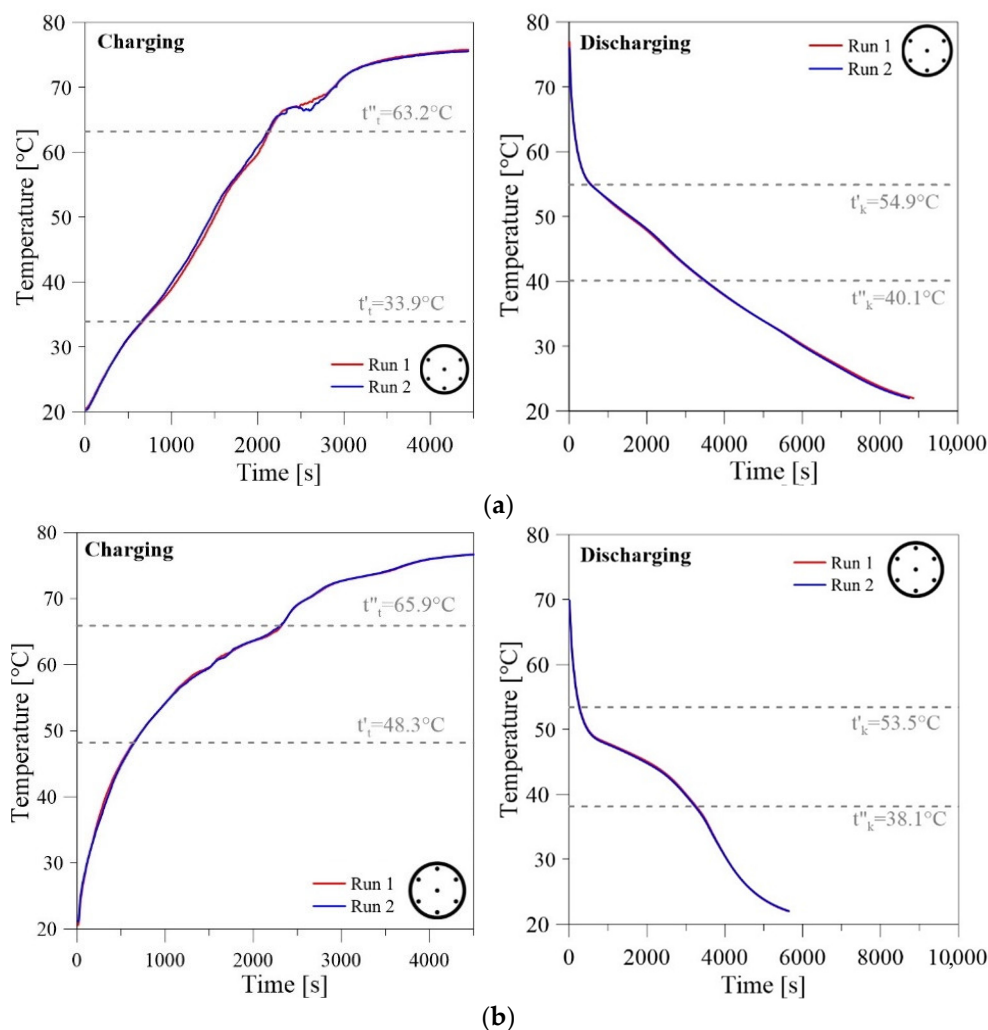 Charging
Temperature [°C]
80
70
60
50
40
30
20
t"t=63.2°C
t't=33.9°C
Run 1
Run 2
0
1000
2000
3000
4000
Time [s]
Discharging
Temperature [°C]
80
70
60
50
40
30
20
Run 1
Run 2
t'k=54.9°C
t"k=40.1°C
0
2000
4000
6000
8000
10,000
Time [s]
(a)
Charging
Temperature [°C]
80
70
60
50
40
30
20
t"t=65.9°C
t't=48.3°C
Run 1
Run 2
0
1000
2000
3000
4000
Time [s]
Discharging
Temperature [°C]
80
70
60
50
40
30
20
Run 1
Run 2
t'k=53.5°C
t"k=38.1°C
0
2000
4000
6000
8000
10,000
Time [s]
(b)